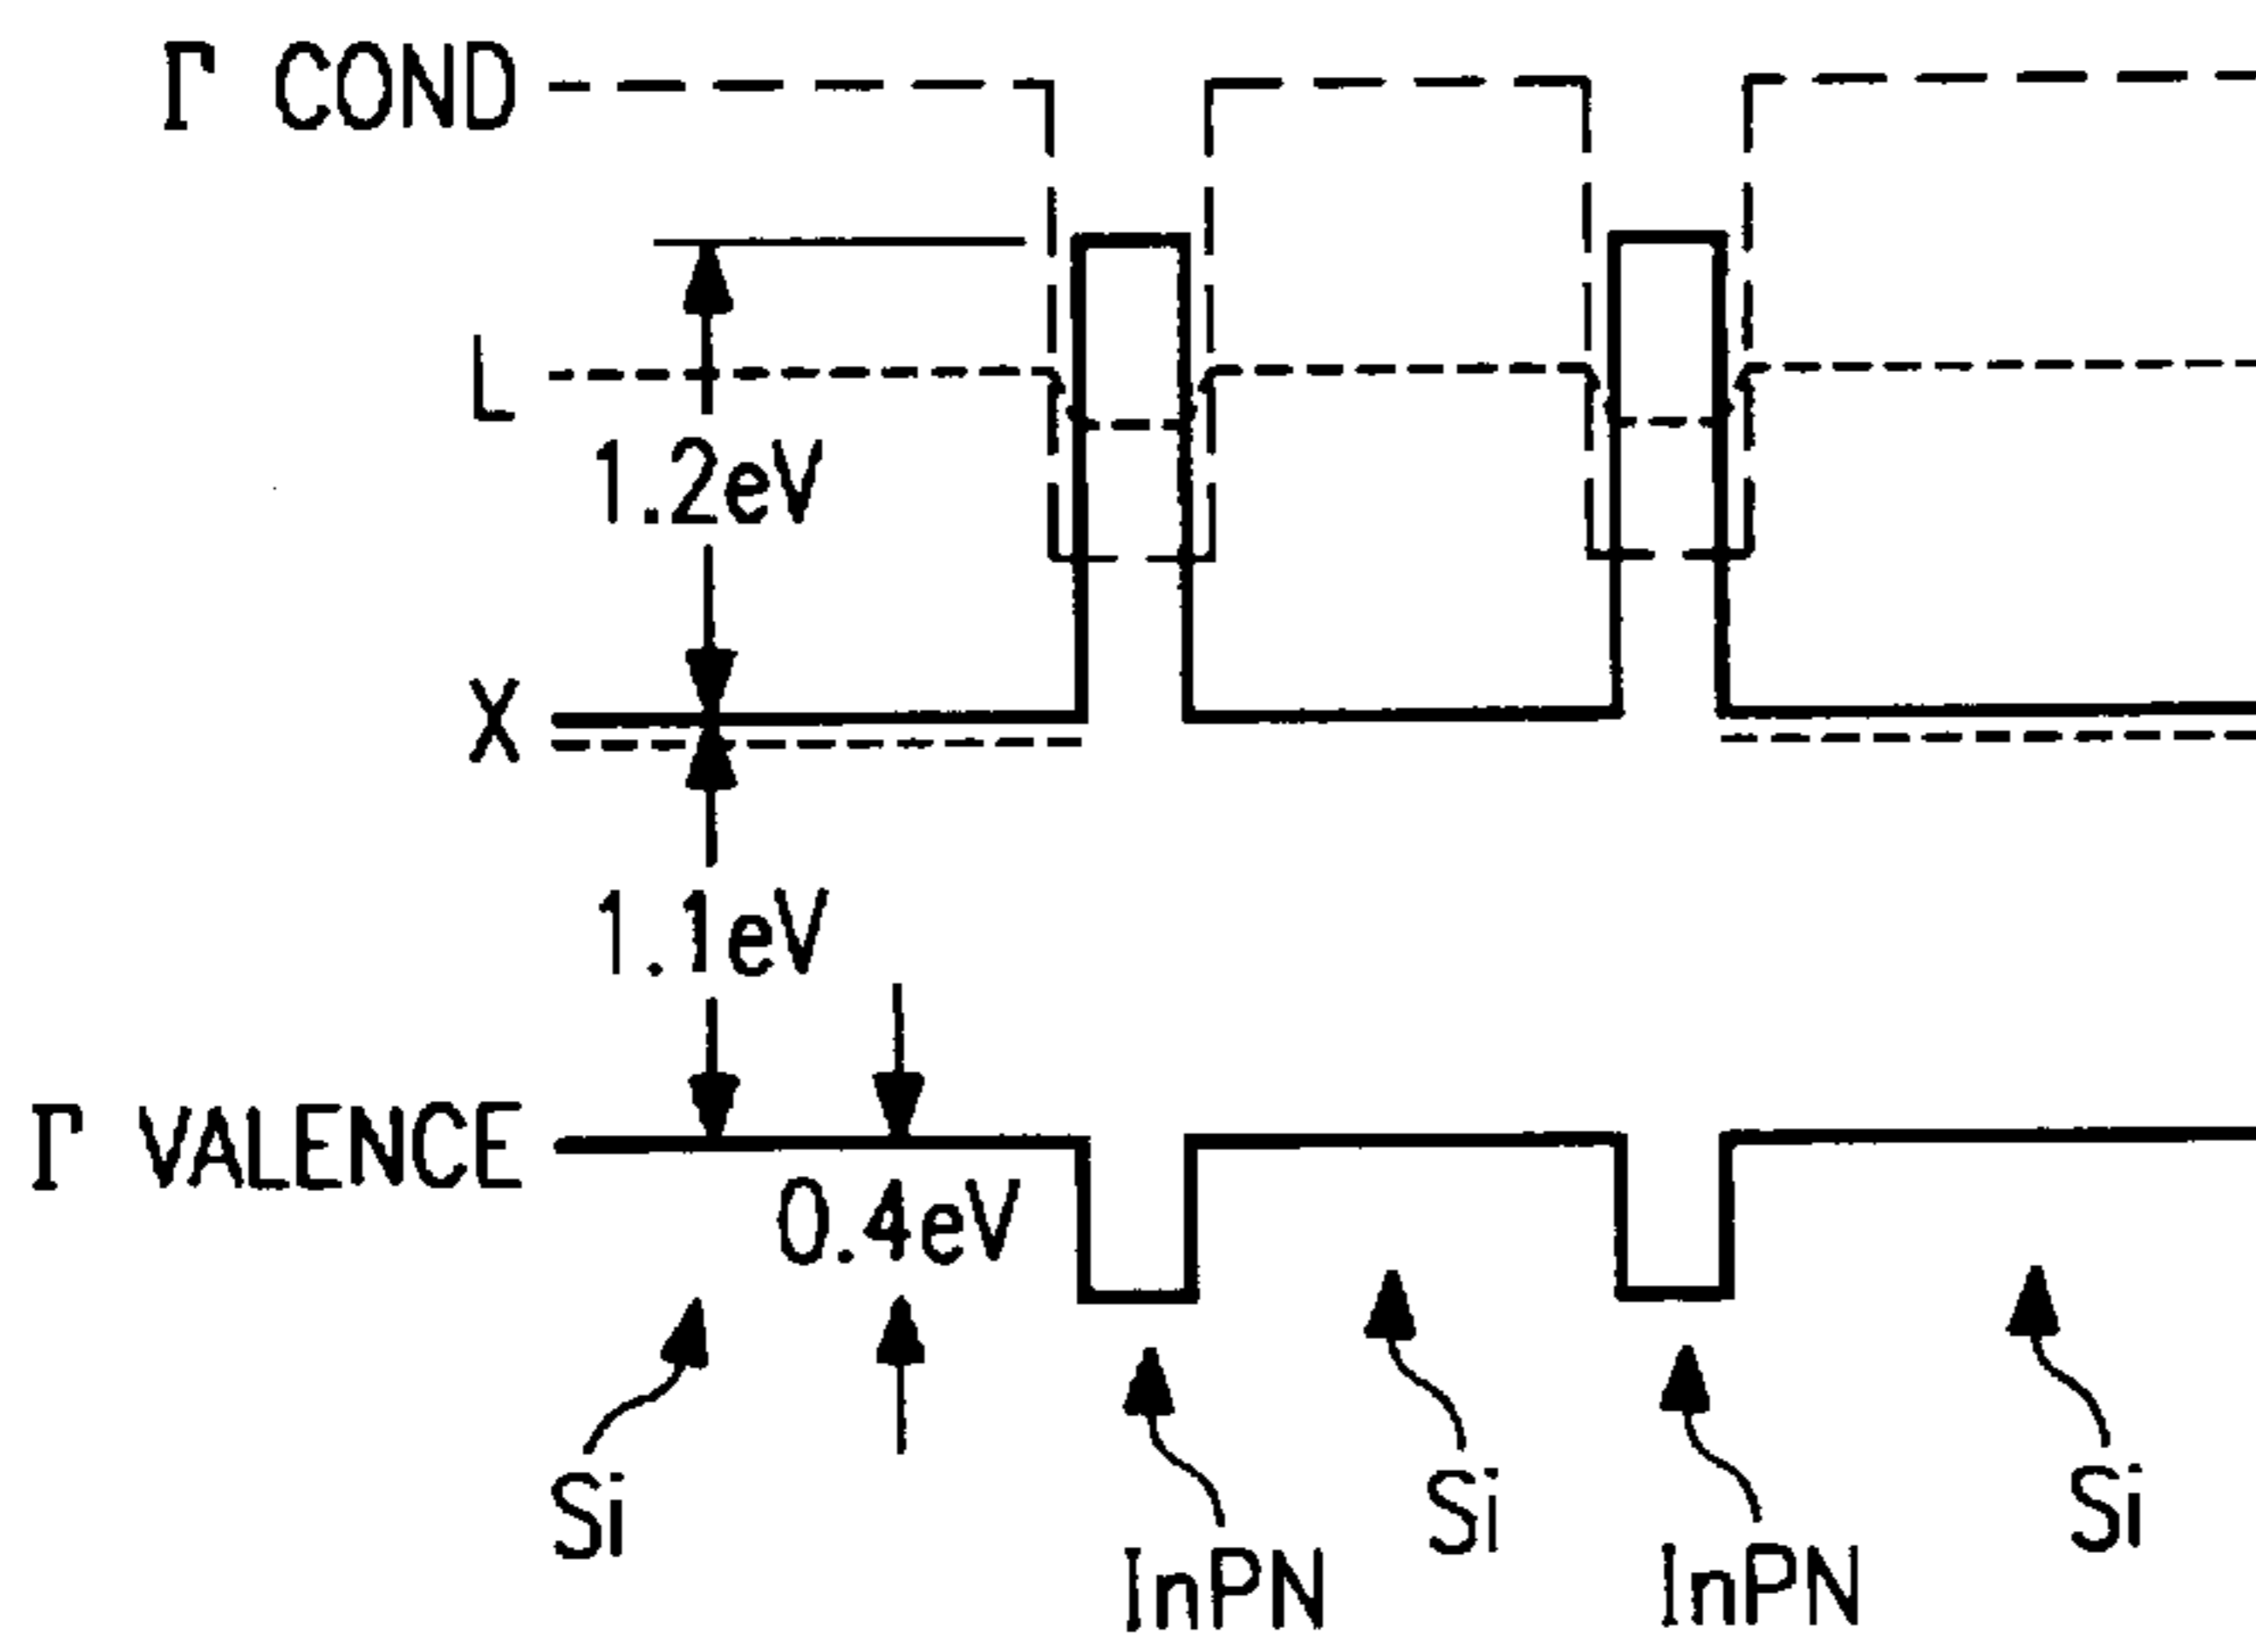 Γ COND
L
1.2eV
X
1.1eV
Γ VALENCE
0.4eV
Si
InPN
Si
InPN
Si